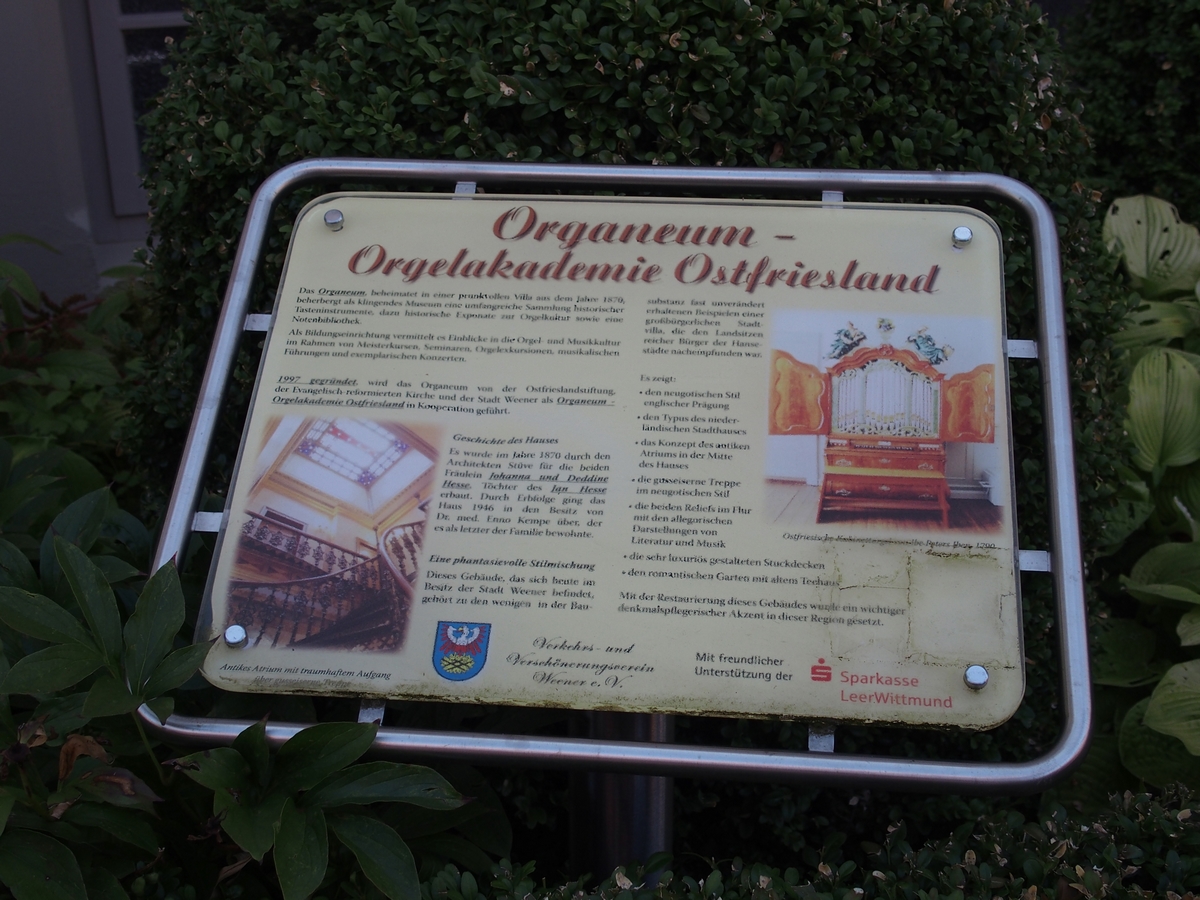 Organeum -
Orgelakademie Ostfriesland
Das Organeum, beheimatet in einer prunkvollen Villa aus dem Jahre 1870,
beherbergt als klingendes Museum eine umfangreiche Sammlung historischer
Tasteninstrumente, dazu historische Exponate zur Orgelkultur sowie eine
Notenbibliothek.
Als Bildungseinrichtung vermittelt es Einblicke in die Orgel- und Musikkultur
im Rahmen von Meisterkursen, Seminaren, Orgelexkursionen, musikalischen
Führungen und exemplarischen Konzerten.
1997 gegründet, wird das Organeum von der Ostfrieslandstiftung,
der Evangelisch-reformierten Kirche und der Stadt Weener als Organeum -
Orgelakademie Ostfriesland in Kooperation geführt.
Geschichte des Hauses
Es wurde im Jahre 1870 durch den
Architekten Stüve für die beiden
Fräulein Johanna und Deddine
Hesse, Töchter des Jan Hesse
erbaut. Durch Erbfolge ging das
Haus 1946 in den Besitz von
Dr. med. Enno Kempe über, der
es als letzter der Familie bewohnte.
Eine phantasievolle Stilmischung
Dieses Gebäude, das sich heute im
Besitz der Stadt Weener befindet,
gehört zu den wenigen in der Bau-
Antikes Atrium mit traumhaftem Aufgang
über
substanz fast unverändert
erhaltenen Beispielen einer
großbürgerlichen Stadt-
villa, die den Landsitzen
reicher Bürger der Hanse-
städte nachempfunden war.
Es zeigt:
• den neugotischen Stil
englischer Prägung
• den Typus des nieder-
ländischen Stadthauses
• das Konzept des antiken
Atriums in der Mitte
des Hauses
• die gusseiserne Treppe
im neugotischen Stil
• die beiden Reliefs im Flur
mit den allegorischen
Darstellungen von
Literatur und Musik
• die sehr luxuriös gestalteten Stuckdecken
• den romantischen Garten mit altem Teehaus
Mit der Restaurierung dieses Gebäudes wurde ein wichtiger
denkmalspflegerischer Akzent in dieser Region gesetzt.
Ostfriesische
Verkehrs- und
Verschönerungsverein
Weener e.V.
Mit freundlicher
Unterstützung der
Sparkasse
LeerWittmund